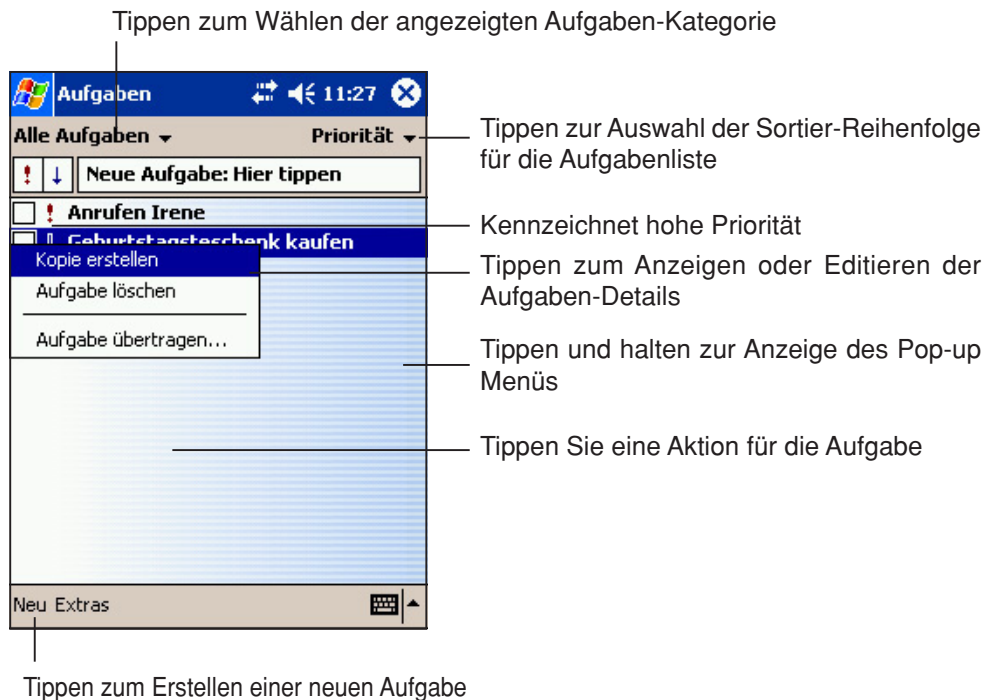 Tippen zum Wählen der angezeigten Aufgaben-Kategorie
Aufgaben 11:27
Alle Aufgaben Priorität
! ↓ Neue Aufgabe: Hier tippen
! Anrufen Irene
Geburtstagsteschenk kaufen
Kopie erstellen
Aufgabe löschen
Aufgabe übertragen...
Neu Extras
Tippen zur Auswahl der Sortier-Reihenfolge
für die Aufgabenliste
Kennzeichnet hohe Priorität
Tippen zum Anzeigen oder Editieren der
Aufgaben-Details
Tippen und halten zur Anzeige des Pop-up
Menüs
Tippen Sie eine Aktion für die Aufgabe
Tippen zum Erstellen einer neuen Aufgabe